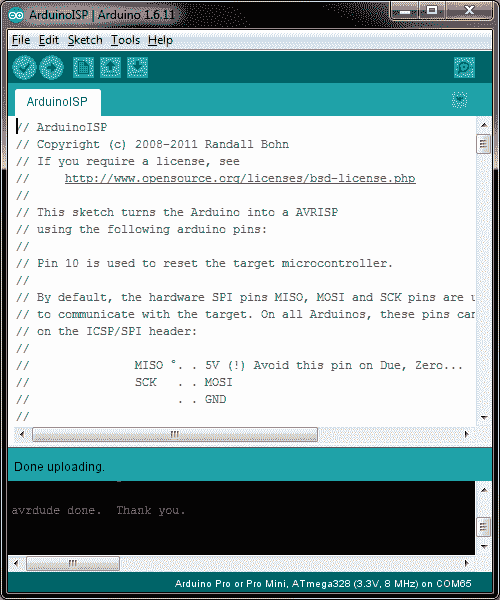 ArduinoISP | Arduino 1.6.11
File Edit Sketch Tools Help
ArduinoISP
// ArduinoISP
// Copyright (c) 2008-2011 Randall Bohn
// If you require a license, see
//     http://www.opensource.org/licenses/bsd-license.php
//
// This sketch turns the Arduino into a AVRISP
// using the following arduino pins:
//
// Pin 10 is used to reset the target microcontroller.
//
// By default, the hardware SPI pins MISO, MOSI and SCK pins are u
// to communicate with the target. On all Arduinos, these pins can
// on the ICSP/SPI header:
//
//               MISO °. . 5V (!) Avoid this pin on Due, Zero...
//               SCK   . . MOSI
//                     . . GND
//
Done uploading.
avrdude done.  Thank you.
Arduino Pro or Pro Mini, ATmega328 (3.3V, 8 MHz) on COM65